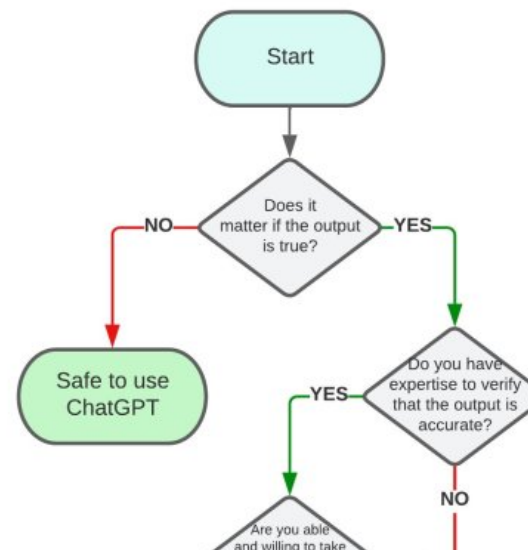 Start
Does it
matter if the output
is true?
NO
YES
Safe to use
ChatGPT
Do you have
expertise to verify
that the output is
accurate?
YES
NO
Are you able
and willing to take